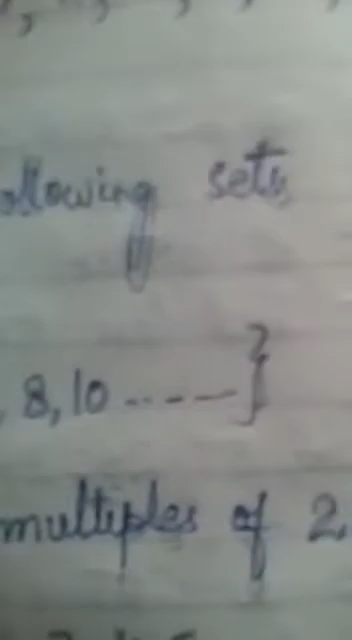 ollowing sets
, 8, 10 ----- }
multiples of 2